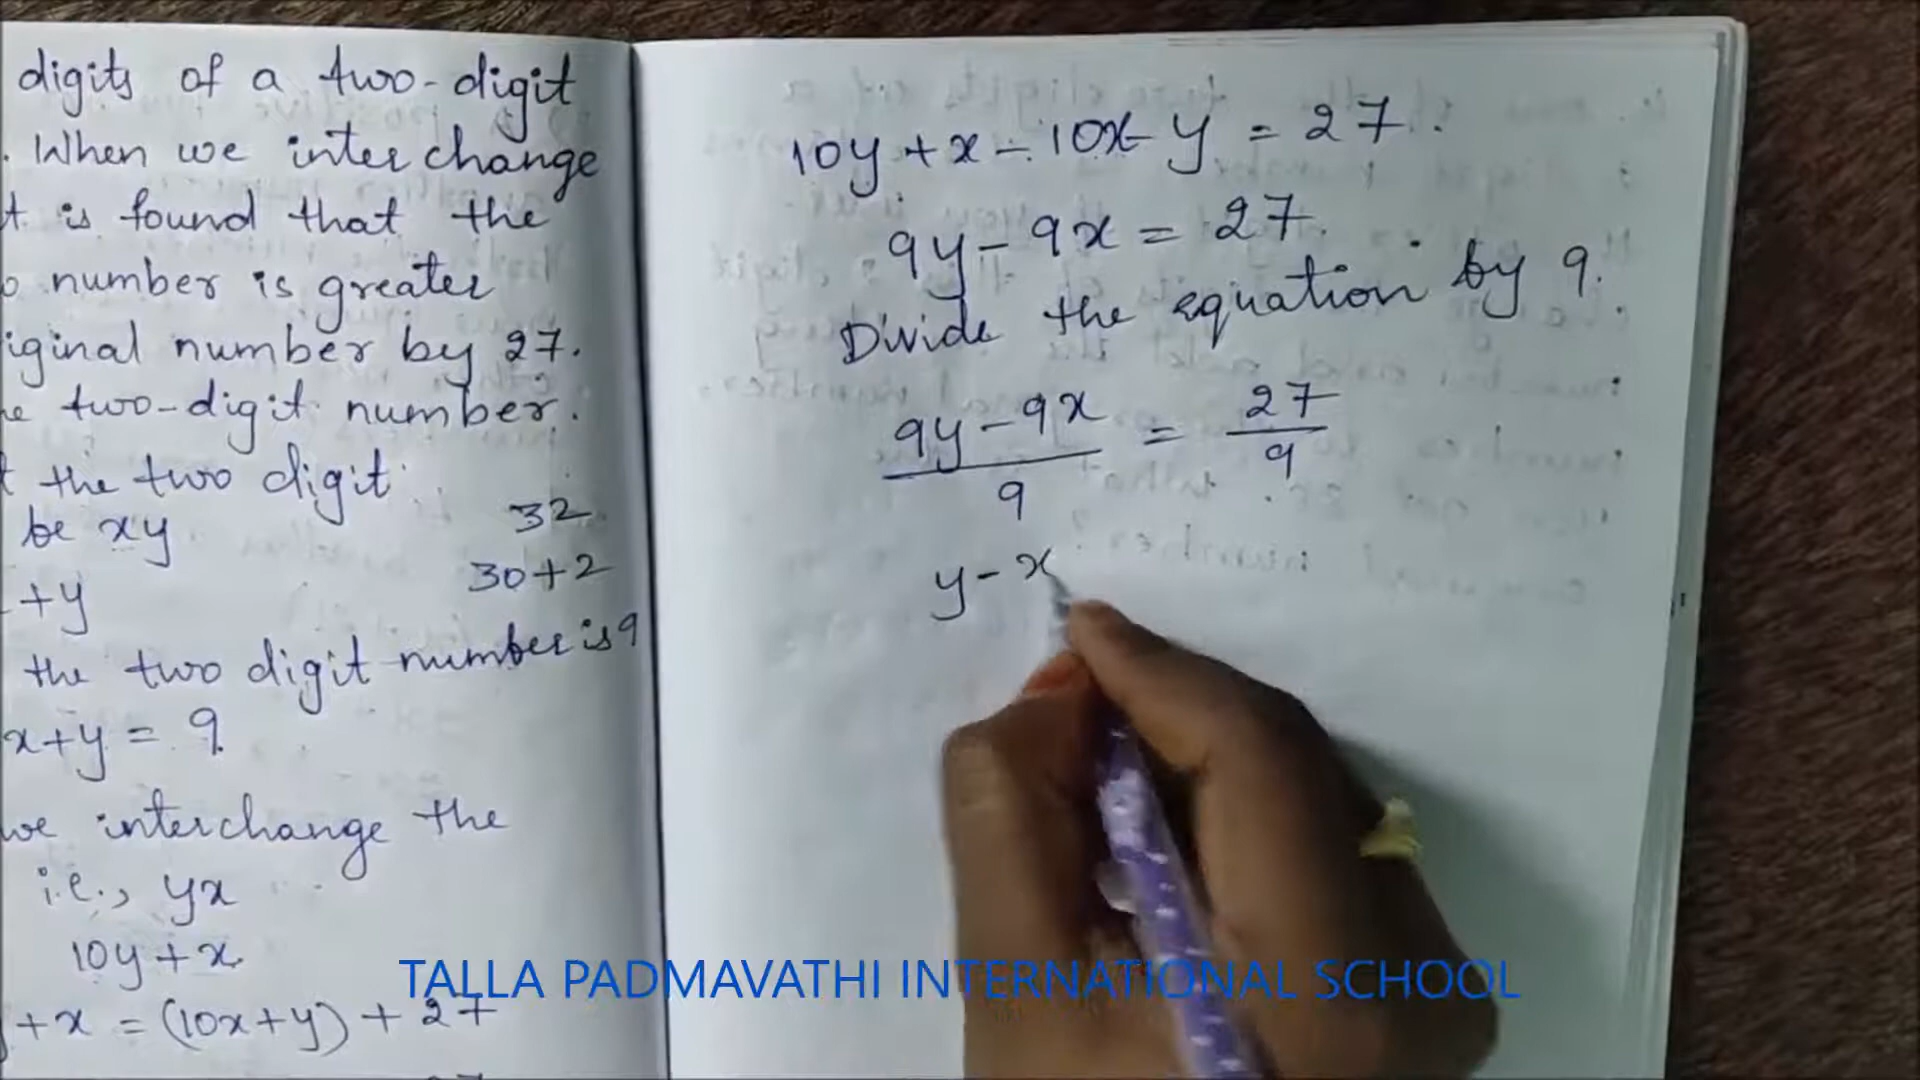 digits of a two-digit
. When we interchange
t is found that the
number is greater
iginal number by 27.
e two-digit number.
the two digit
be xy
32
30+2
+y
the two digit number is 9
x+y = 9
we interchange the
i.e., yx
10y+x
+x = (10x+y) + 27
10y+x-10x-y = 27.
9y-9x = 27.
Divide the equation by 9.
9y-9x/9 = 27/9
y-x
TALLA PADMAVATHI INTERNATIONAL SCHOOL